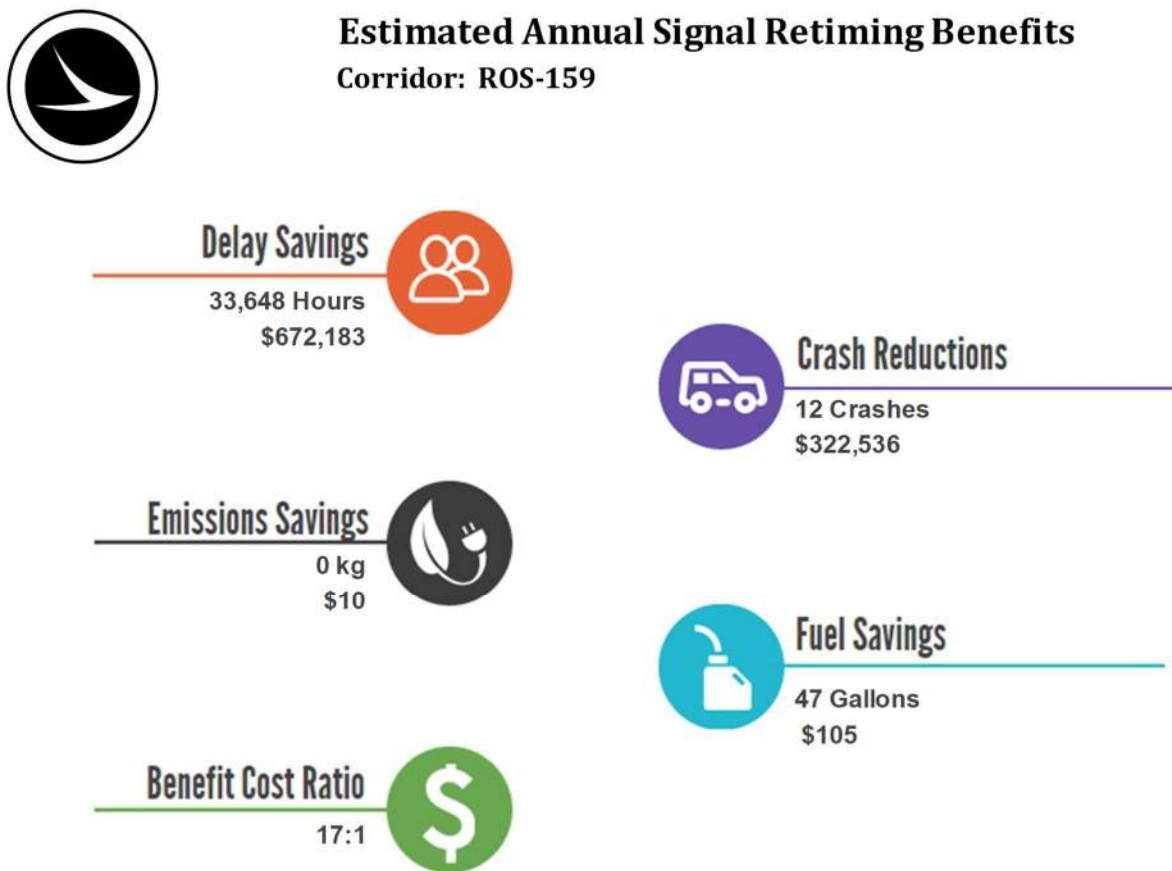 Estimated Annual Signal Retiming Benefits
Corridor: ROS-159
Delay Savings
33,648 Hours
$672,183
Crash Reductions
12 Crashes
$322,536
Emissions Savings
0 kg
$10
Fuel Savings
47 Gallons
$105
Benefit Cost Ratio
17:1
$